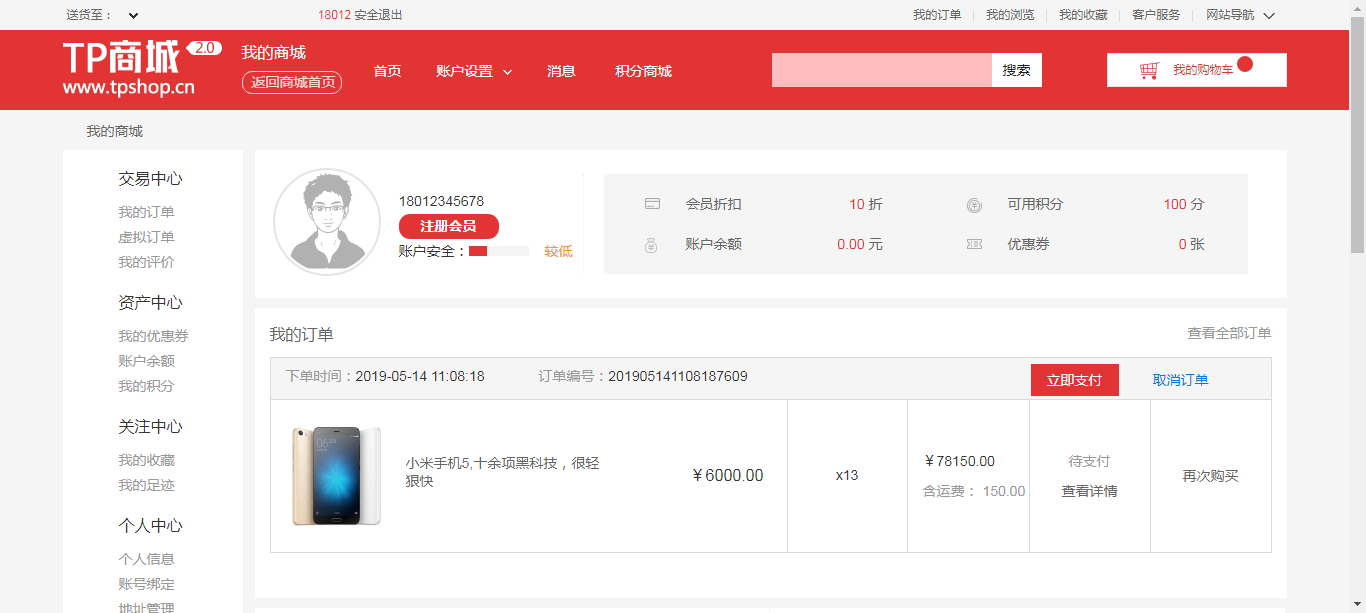 送货至：
18012 安全退出
我的订单
我的浏览
我的收藏
客户服务
网站导航
TP商城 2.0
www.tpshop.cn
我的商城
返回商城首页
首页
账户设置
消息
积分商城
搜索
我的购物车
我的商城
交易中心
我的订单
虚拟订单
我的评价
资产中心
我的优惠券
账户余额
我的积分
关注中心
我的收藏
我的足迹
个人中心
个人信息
账号绑定
地址管理
18012345678
注册会员
账户安全： 较低
会员折扣 10 折
可用积分 100 分
账户余额 0.00 元
优惠券 0 张
我的订单
查看全部订单
下单时间：2019-05-14 11:08:18
订单编号：201905141108187609
立即支付
取消订单
小米手机5,十余项黑科技，很轻
狠快
￥6000.00
x13
￥78150.00
含运费： 150.00
待支付
查看详情
再次购买